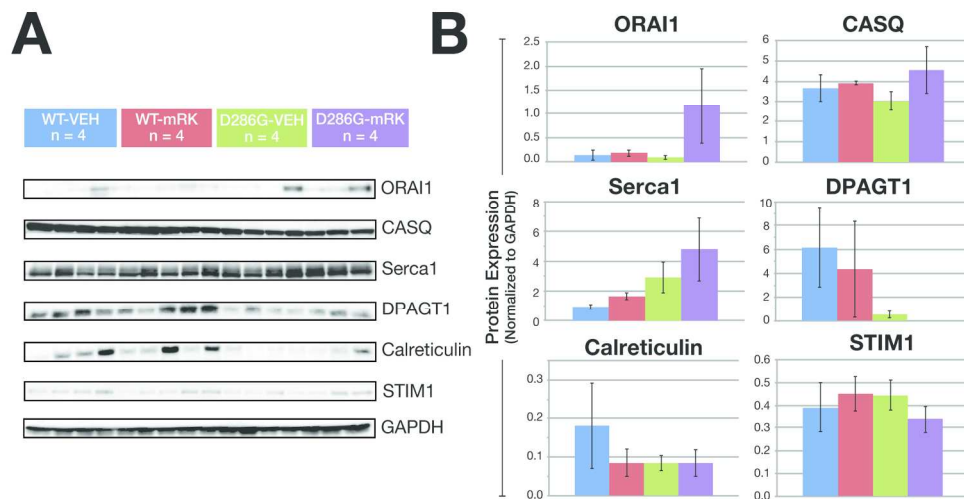 A
WT-VEH
n = 4
WT-mRK
n = 4
D286G-VEH
n = 4
D286G-mRK
n = 4
ORAI1
CASQ
Serca1
DPAGT1
Calreticulin
STIM1
GAPDH
B
Protein Expression
(Normalized to GAPDH)
ORAI1
2.5
2.0
1.5
1.0
0.5
0.0
CASQ
6
5
4
3
2
1
0
Serca1
8
6
4
2
0
DPAGT1
10
8
6
4
2
0
Calreticulin
0.3
0.2
0.1
0.0
STIM1
0.6
0.5
0.4
0.3
0.2
0.1
0.0